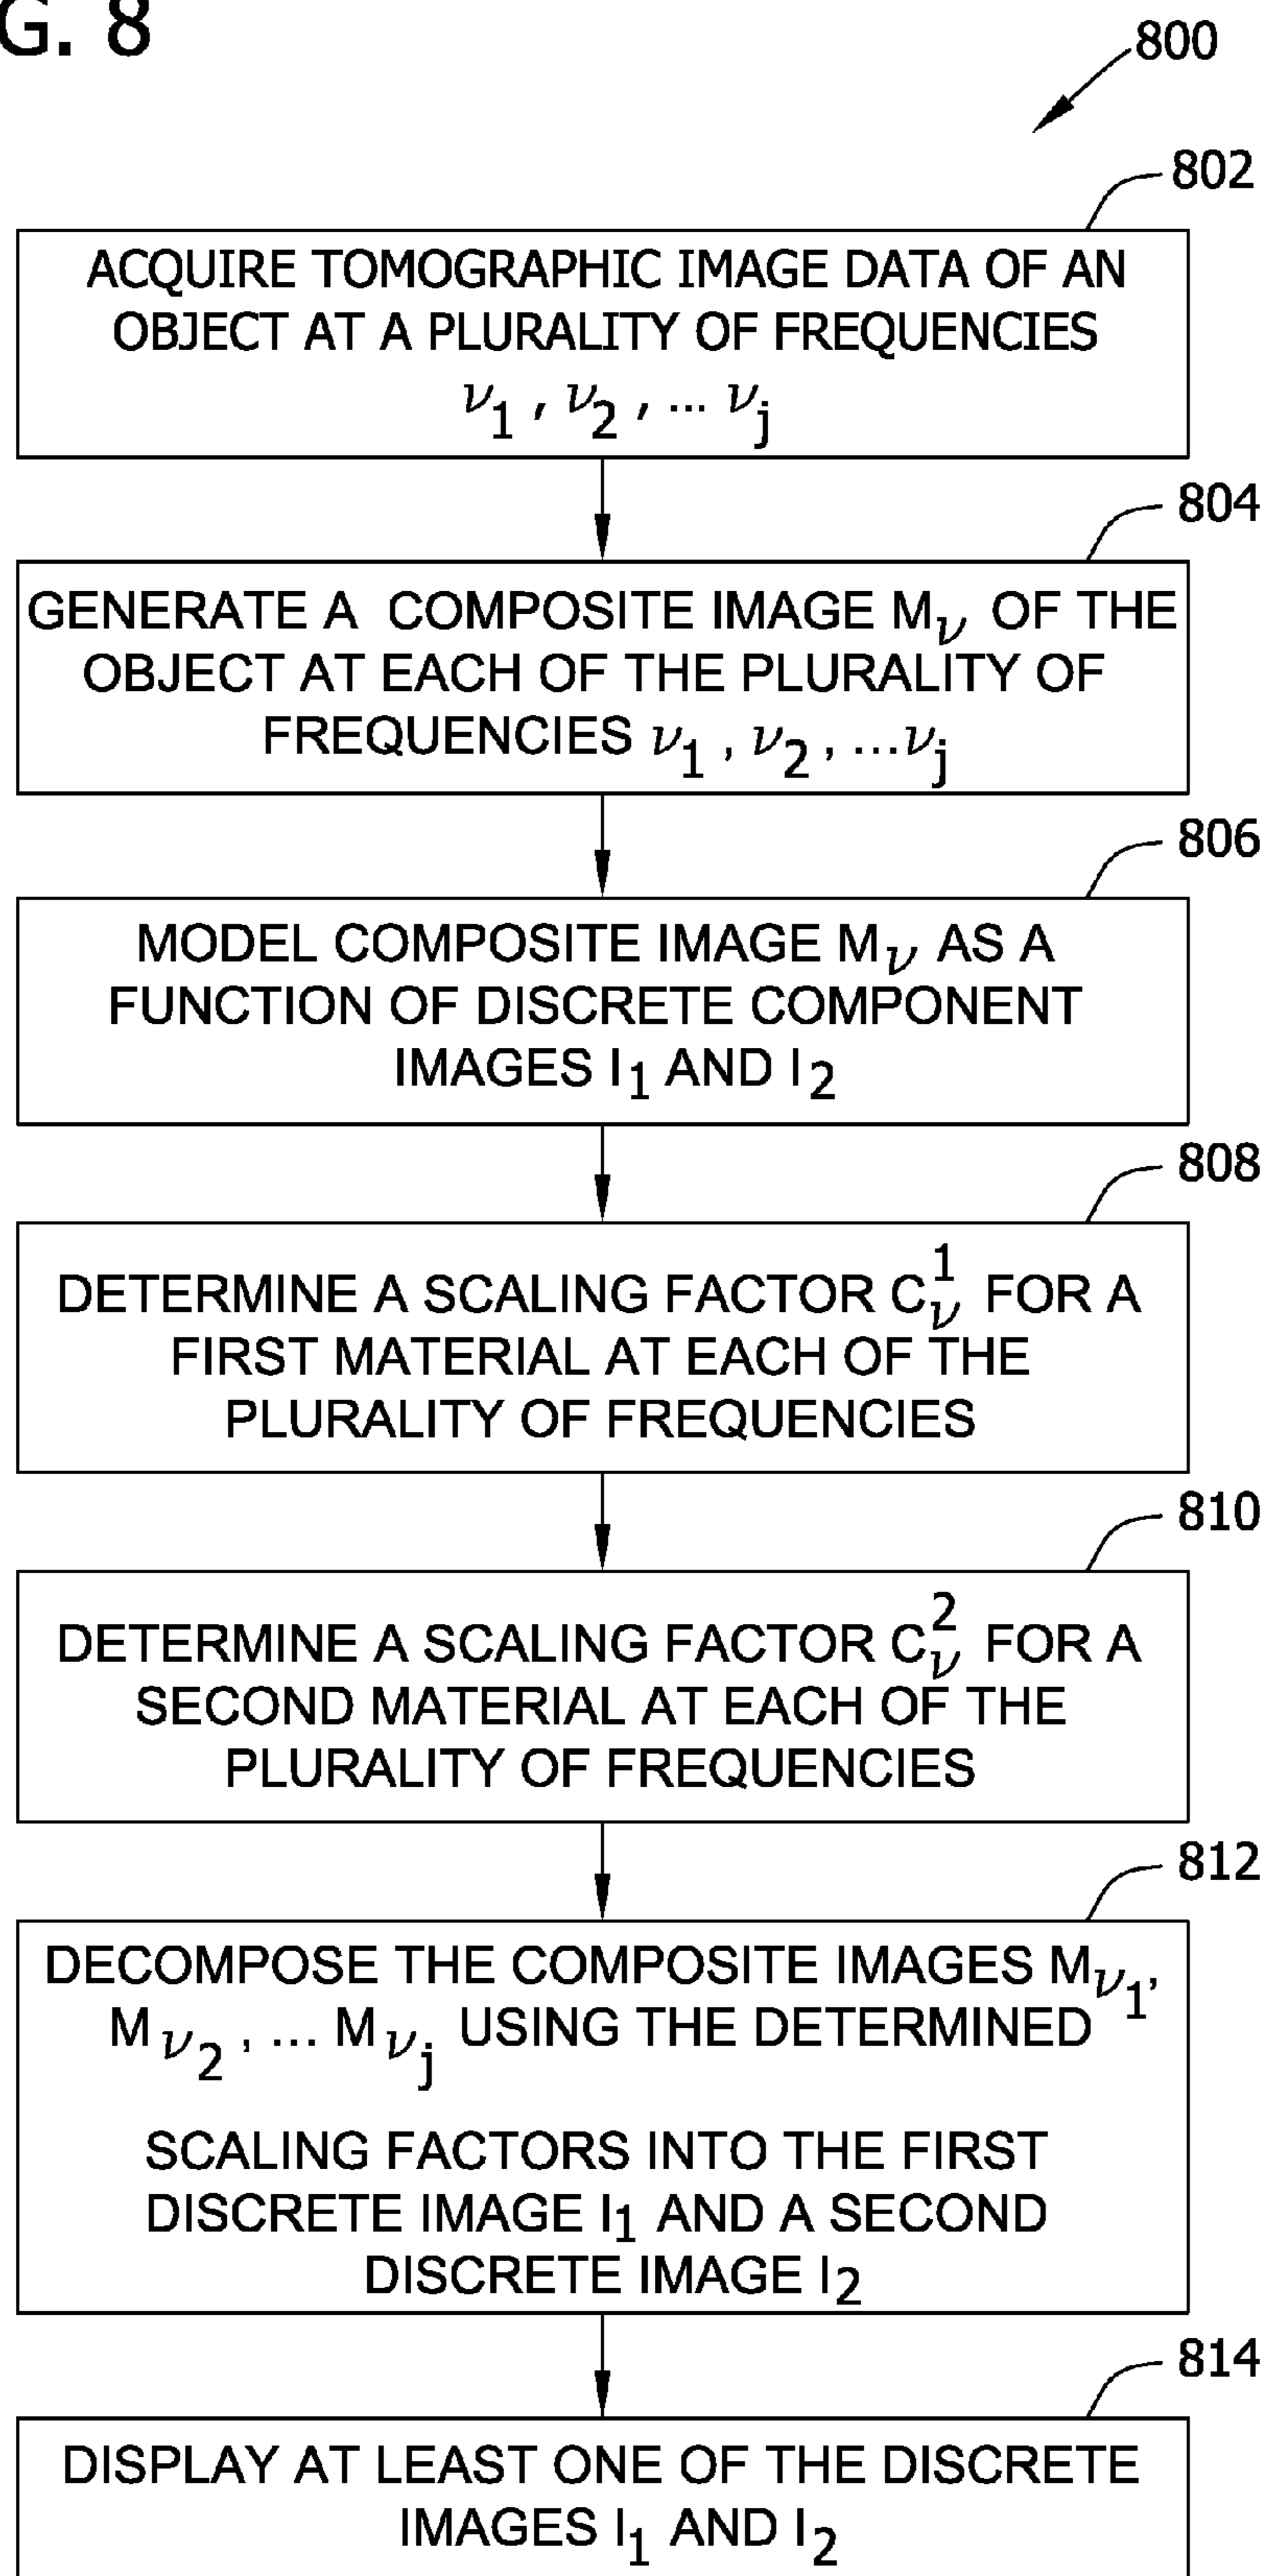 G. 8
800
802
ACQUIRE TOMOGRAPHIC IMAGE DATA OF AN
OBJECT AT A PLURALITY OF FREQUENCIES
ν1 , ν2 , ... νj
804
GENERATE A COMPOSITE IMAGE Mν OF THE
OBJECT AT EACH OF THE PLURALITY OF
FREQUENCIES ν1 , ν2 , ...νj
806
MODEL COMPOSITE IMAGE Mν AS A
FUNCTION OF DISCRETE COMPONENT
IMAGES I1 AND I2
808
DETERMINE A SCALING FACTOR Cν1 FOR A
FIRST MATERIAL AT EACH OF THE
PLURALITY OF FREQUENCIES
810
DETERMINE A SCALING FACTOR Cν2 FOR A
SECOND MATERIAL AT EACH OF THE
PLURALITY OF FREQUENCIES
812
DECOMPOSE THE COMPOSITE IMAGES Mν1,
Mν2 , ... Mνj USING THE DETERMINED
SCALING FACTORS INTO THE FIRST
DISCRETE IMAGE I1 AND A SECOND
DISCRETE IMAGE I2
814
DISPLAY AT LEAST ONE OF THE DISCRETE
IMAGES I1 AND I2